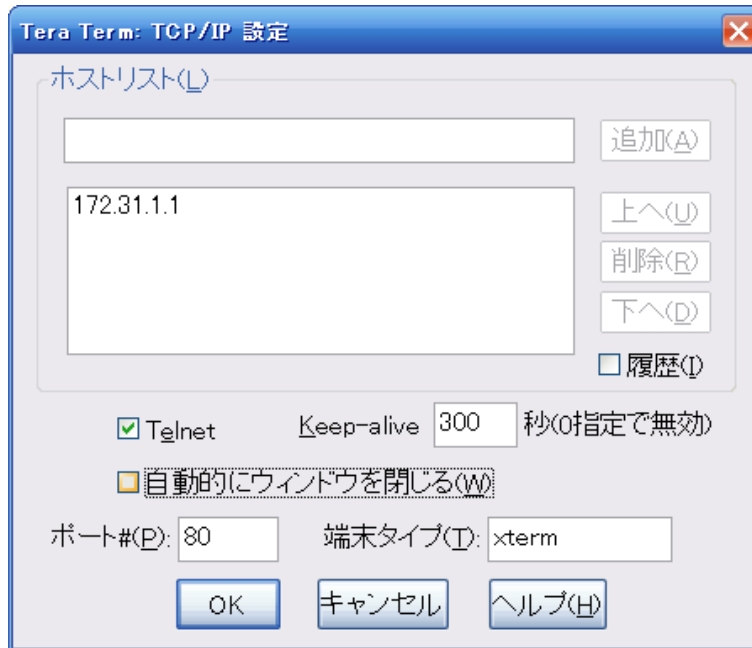 Tera Term: TCP/IP 設定
ホストリスト(L)
追加(A)
172.31.1.1
上へ(U)
削除(R)
下へ(D)
履歴(I)
Telnet Keep-alive 300 秒(0指定で無効)
自動的にウィンドウを閉じる(W)
ポート#(P): 80 端末タイプ(T): xterm
OK キャンセル ヘルプ(H)